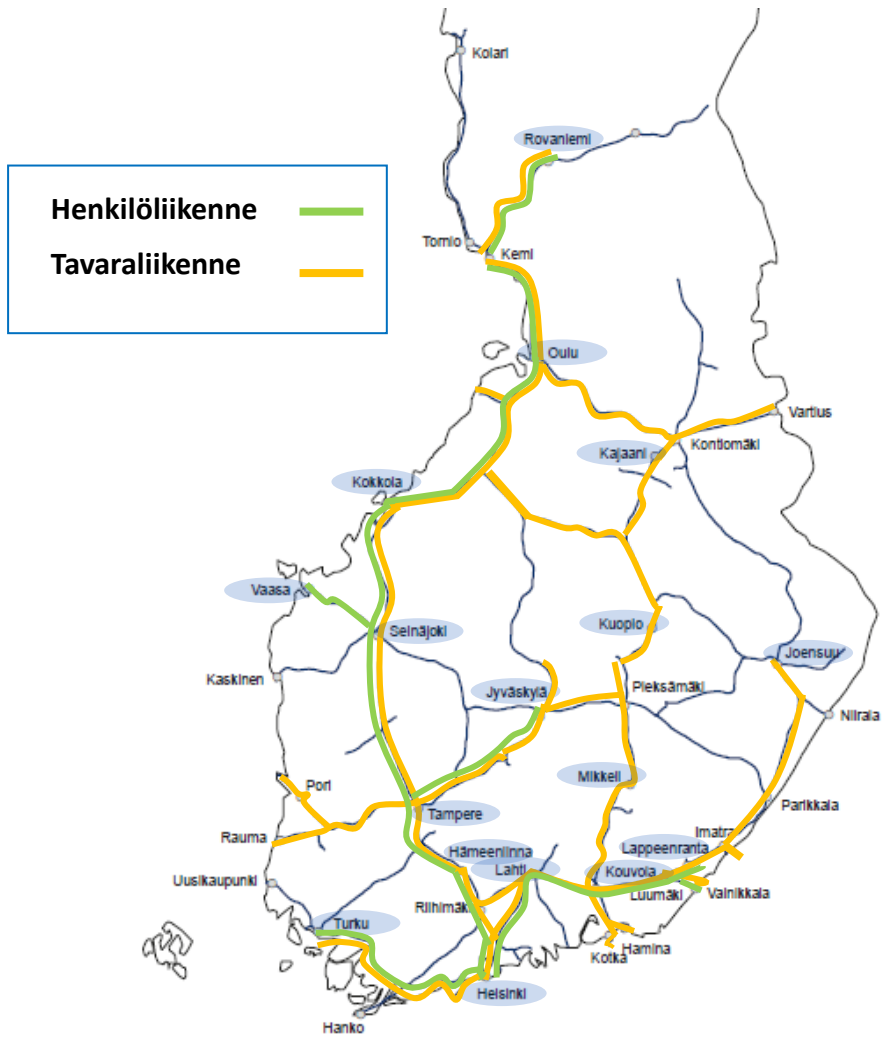 Kolari
Rovaniemi
Henkilöliikenne
Tavaraliikenne
Tornio
Kemi
Oulu
Vartius
Kontiomäki
Kajaani
Kokkola
Vaasa
Seinäjoki
Kuopio
Joensuu
Kaskinen
Jyväskylä
Pieksämäki
Niirala
Mikkeli
Pori
Parikkala
Tampere
Rauma
Imatra
Hämeenlinna
Lappeenranta
Lahti
Kouvola
Uusikaupunki
Luumäki
Vainikkala
Riihimäki
Turku
Hamina
Kotka
Helsinki
Hanko